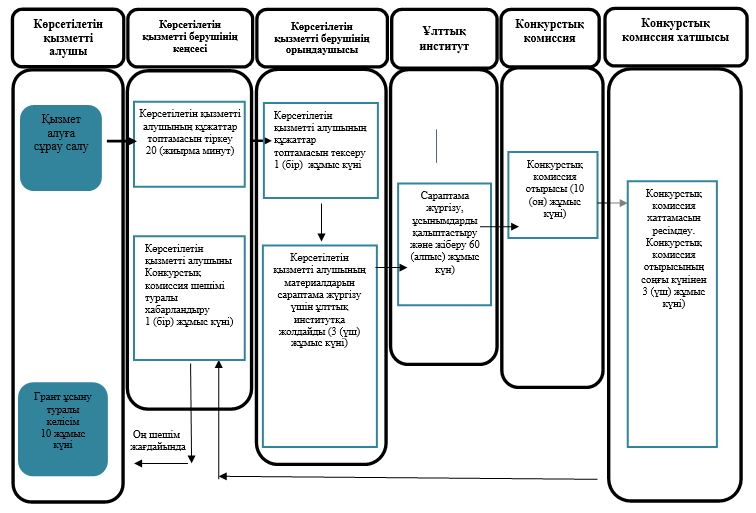 Көрсетілетін
қызметті
алушы
Көрсетілетін
қызметті берушінің
кеңсесі
Көрсетілетін
қызметті берушінің
орындаушысы
Ұлттық
институт
Конкурстық
комиссия
Конкурстық
комиссия хатшысы
Қызмет
алуға
сұрау салу
Көрсетілетін қызметті
алушының құжаттар
топтамасын тіркеу
20 (жиырма минут)
Көрсетілетін
қызметті алушының
құжаттар
топтамасын тексеру
1 (бір) жұмыс күні
Сараптама
жүргізу,
ұсынымдарды
қалыптастыру
және жіберу 60
(алпыс) жұмыс
күн)
Конкурстық
комиссия
отырысы (10
(он) жұмыс
күні)
Конкурстық
комиссия
хаттамасын
ресімдеу.
Конкурстық
комиссия
отырысының
соңғы күнінен
3 (үш) жұмыс
күні)
Көрсетілетін
қызметті алушыны
Конкурстық
комиссия шешімі
туралы
хабарландыру
1 (бір) жұмыс күні)
Көрсетілетін
қызметті алушының
материалдарын
сараптама жүргізу
үшін ұлттық
институтқа
жолдайды (3 (үш)
жұмыс күні)
Грант ұсыну
туралы
келісім
10 жұмыс
күні
Оң шешім
жағдайында